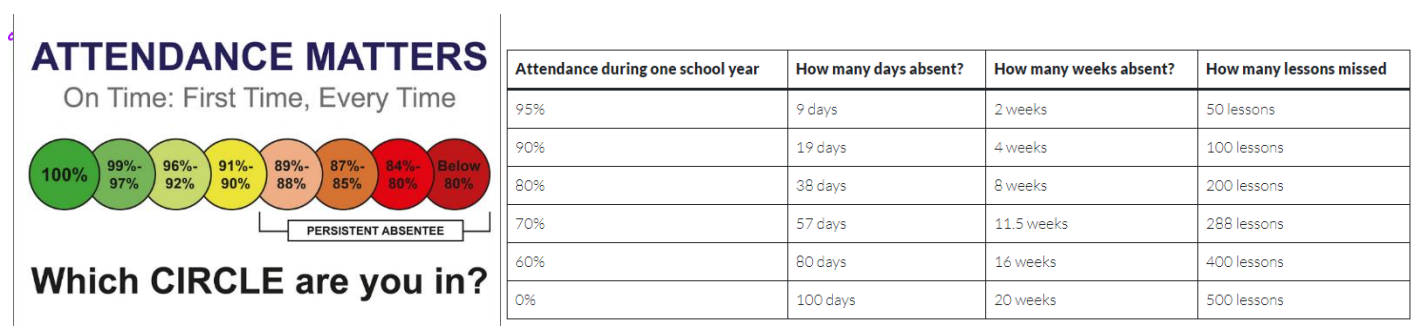 ATTENDANCE MATTERS
On Time: First Time, Every Time
100%
99%-
97%
96%-
92%
91%-
90%
89%-
88%
87%-
85%
84%-
80%
Below
80%
PERSISTENT ABSENTEE
Which CIRCLE are you in?
Attendance during one school year How many days absent? How many weeks absent? How many lessons missed
95% 9 days 2 weeks 50 lessons
90% 19 days 4 weeks 100 lessons
80% 38 days 8 weeks 200 lessons
70% 57 days 11.5 weeks 288 lessons
60% 80 days 16 weeks 400 lessons
0% 100 days 20 weeks 500 lessons